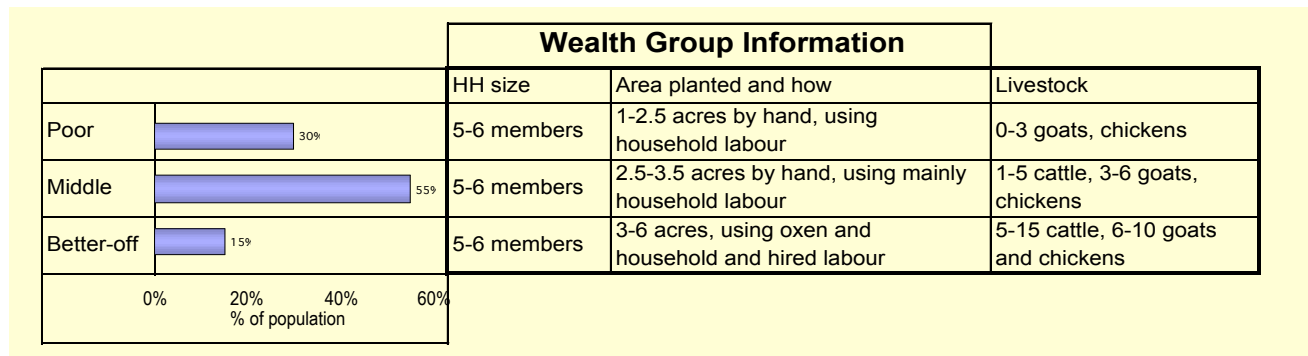 Wealth Group Information
HH size
Area planted and how
Livestock
Poor
30%
5-6 members
1-2.5 acres by hand, using
household labour
0-3 goats, chickens
Middle
55%
5-6 members
2.5-3.5 acres by hand, using mainly
household labour
1-5 cattle, 3-6 goats,
chickens
Better-off
15%
5-6 members
3-6 acres, using oxen and
household and hired labour
5-15 cattle, 6-10 goats
and chickens
0% 20% 40% 60%
% of population